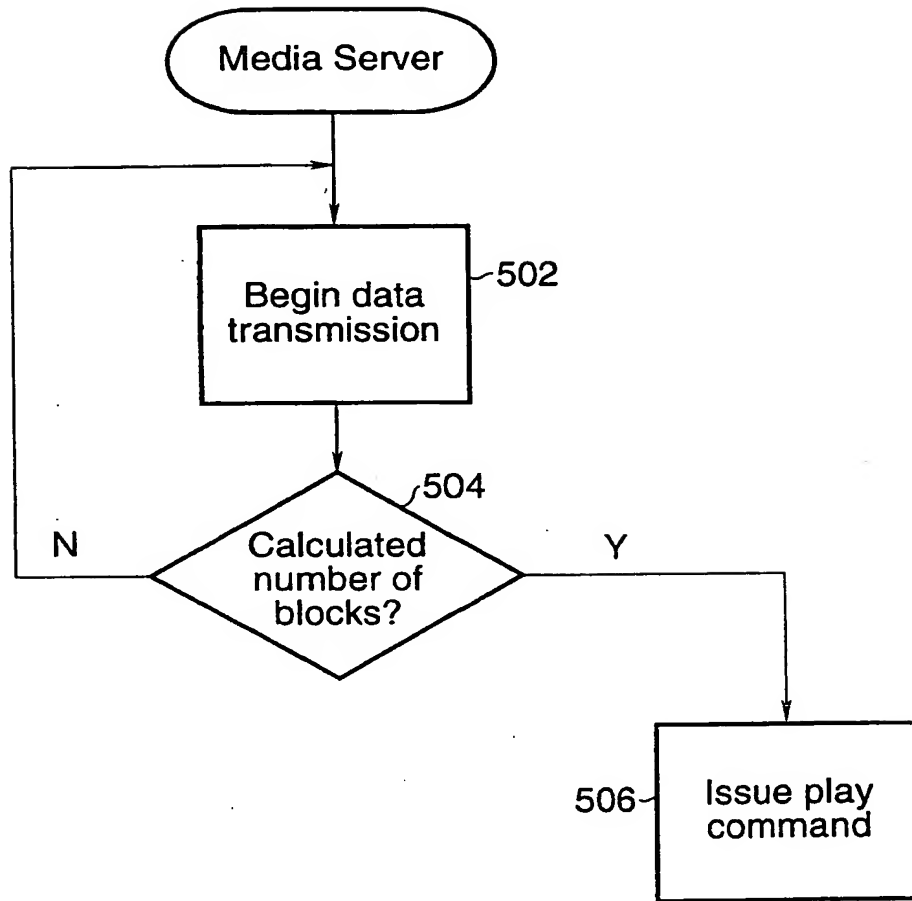 Media Server
Begin data
transmission
502
504
Calculated
number of
blocks?
N
Y
506
Issue play
command